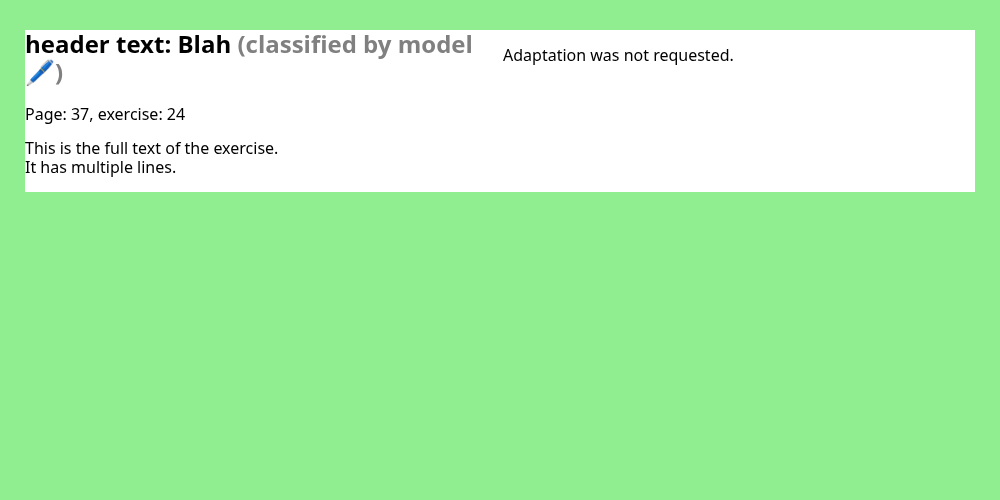 header text: Blah (classified by model
🖊️)
Page: 37, exercise: 24
This is the full text of the exercise.
It has multiple lines.
Adaptation was not requested.